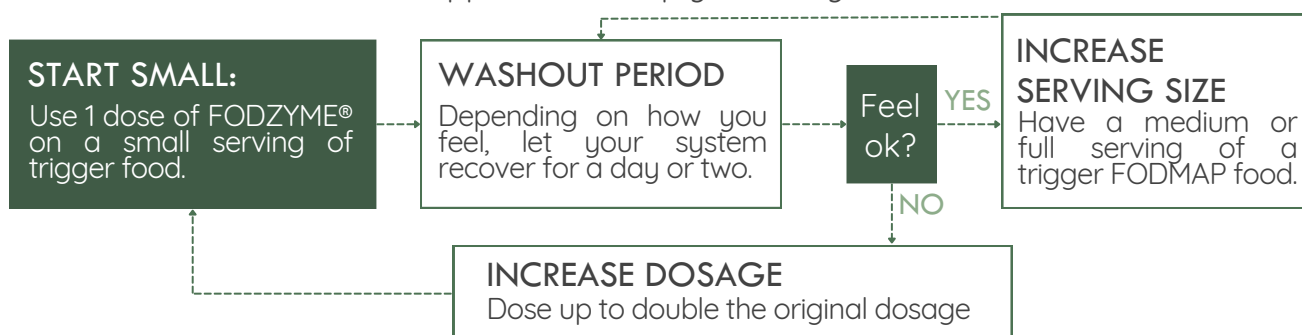 START SMALL:
Use 1 dose of FODZYME®
on a small serving of
trigger food.
WASHOUT PERIOD
Depending on how you
feel, let your system
recover for a day or two.
Feel
ok?
YES
NO
INCREASE
SERVING SIZE
Have a medium or
full serving of a
trigger FODMAP food.
INCREASE DOSAGE
Dose up to double the original dosage